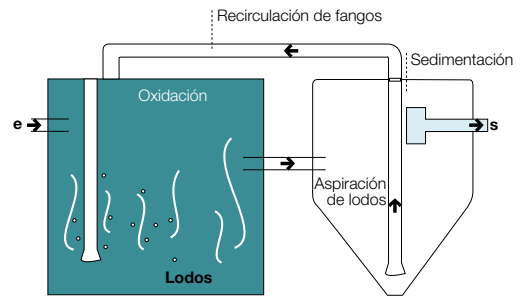 Recirculación de fangos
Sedimentación
Oxidación
e
s
Aspiración
de lodos
Lodos